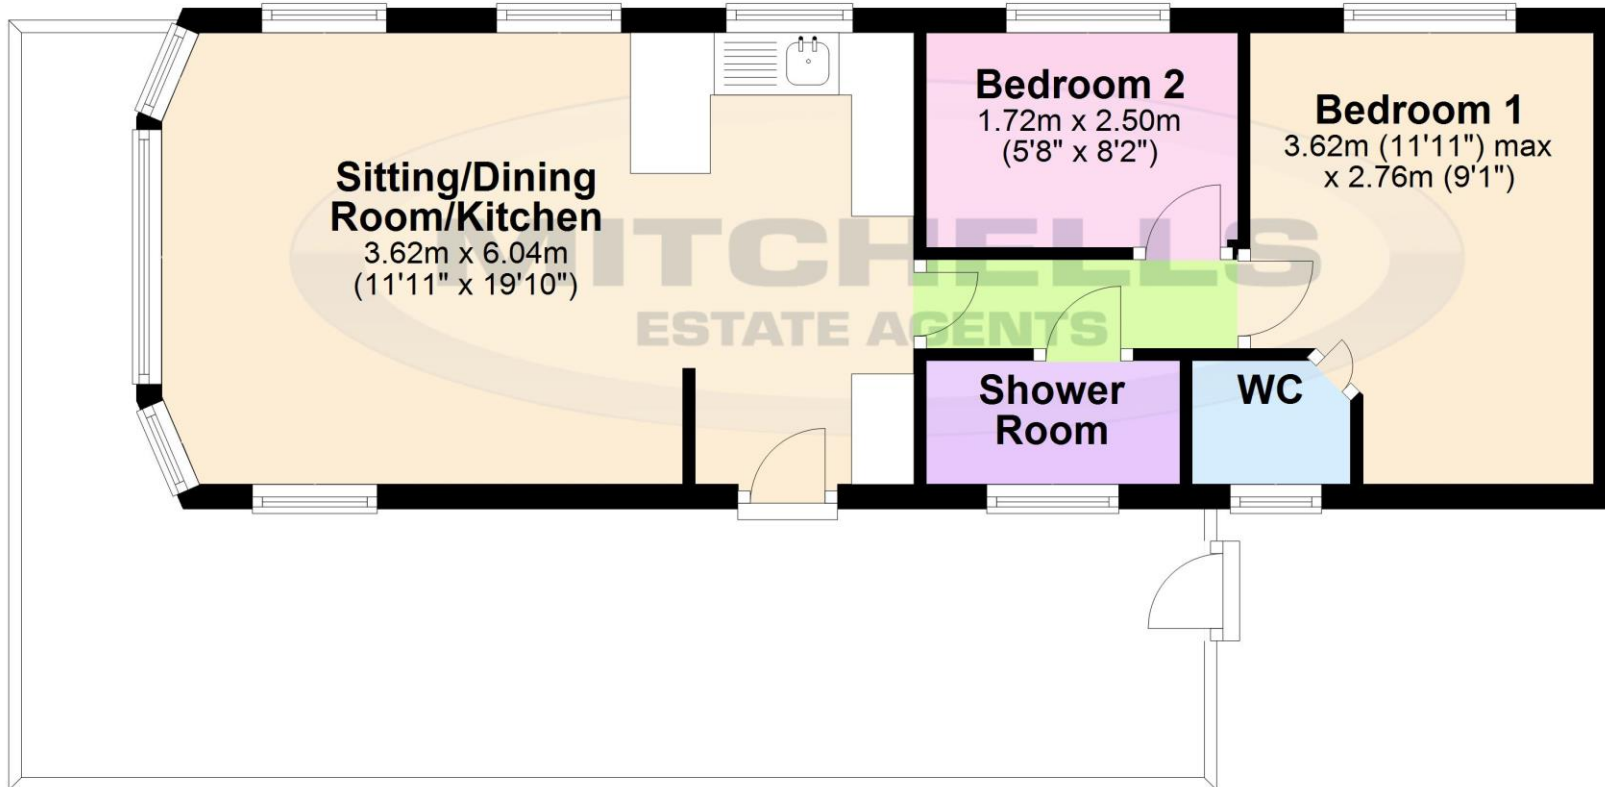 Bedroom 2
1.72m x 2.50m
(5'8" x 8'2")
Bedroom 1
3.62m (11'11") max
x 2.76m (9'1")
Sitting/Dining
Room/Kitchen
3.62m x 6.04m
(11'11" x 19'10")
MITCHELLS
ESTATE AGENTS
Shower
Room
WC